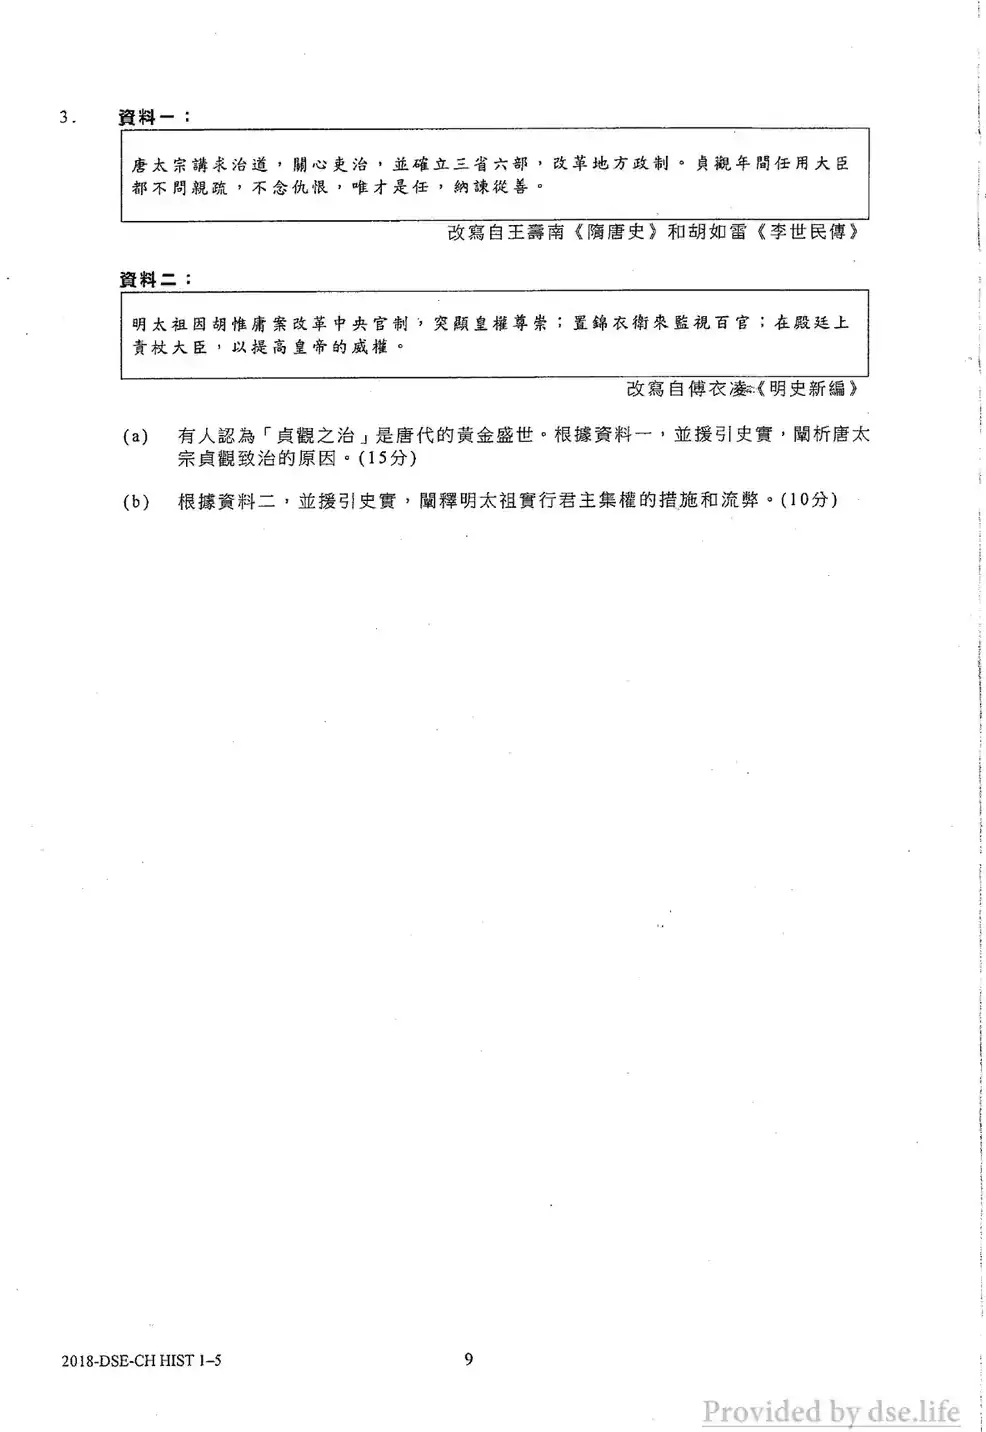 3.
資料一：
唐太宗講求治道，關心吏治，並確立三省六部，改革地方政制。貞觀年間任用大臣
都不問親疏，不念仇恨，唯才是任，納諫從善。
改寫自王壽南《隋唐史》和胡如雷《李世民傳》
資料二：
明太祖因胡惟庸案改革中央官制，突顯皇權尊崇；置錦衣衛來監視百官；在殿廷上
責杖大臣，以提高皇帝的威權。
改寫自傅衣凌《明史新編》
(a) 有人認為「貞觀之治」是唐代的黃金盛世。根據資料一，並援引史實，闡析唐太
宗貞觀致治的原因。(15分)
(b) 根據資料二，並援引史實，闡釋明太祖實行君主集權的措施和流弊。(10分)
2018-DSE-CH HIST 1–5
9
Provided by dse.life